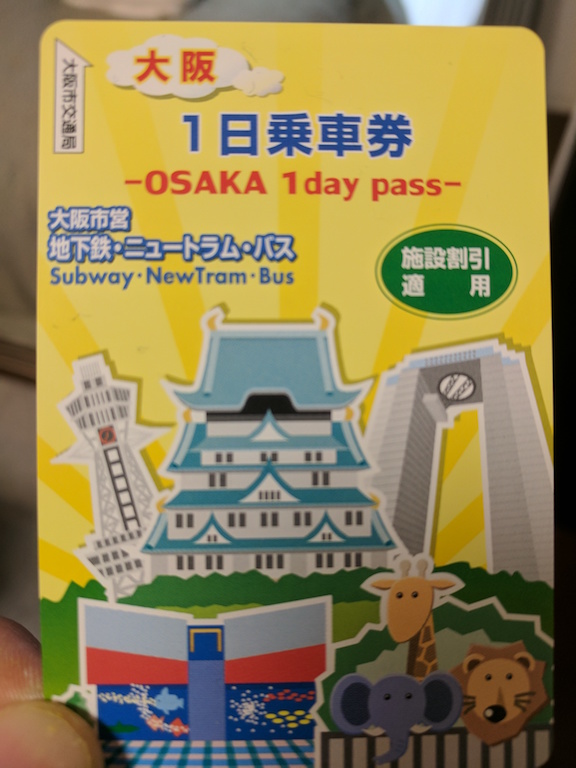 大阪市交通局
大阪
1日乗車券
-OSAKA 1day pass-
大阪市営
地下鉄・ニュートラム・バス
Subway・NewTram・Bus
施設割引
適用